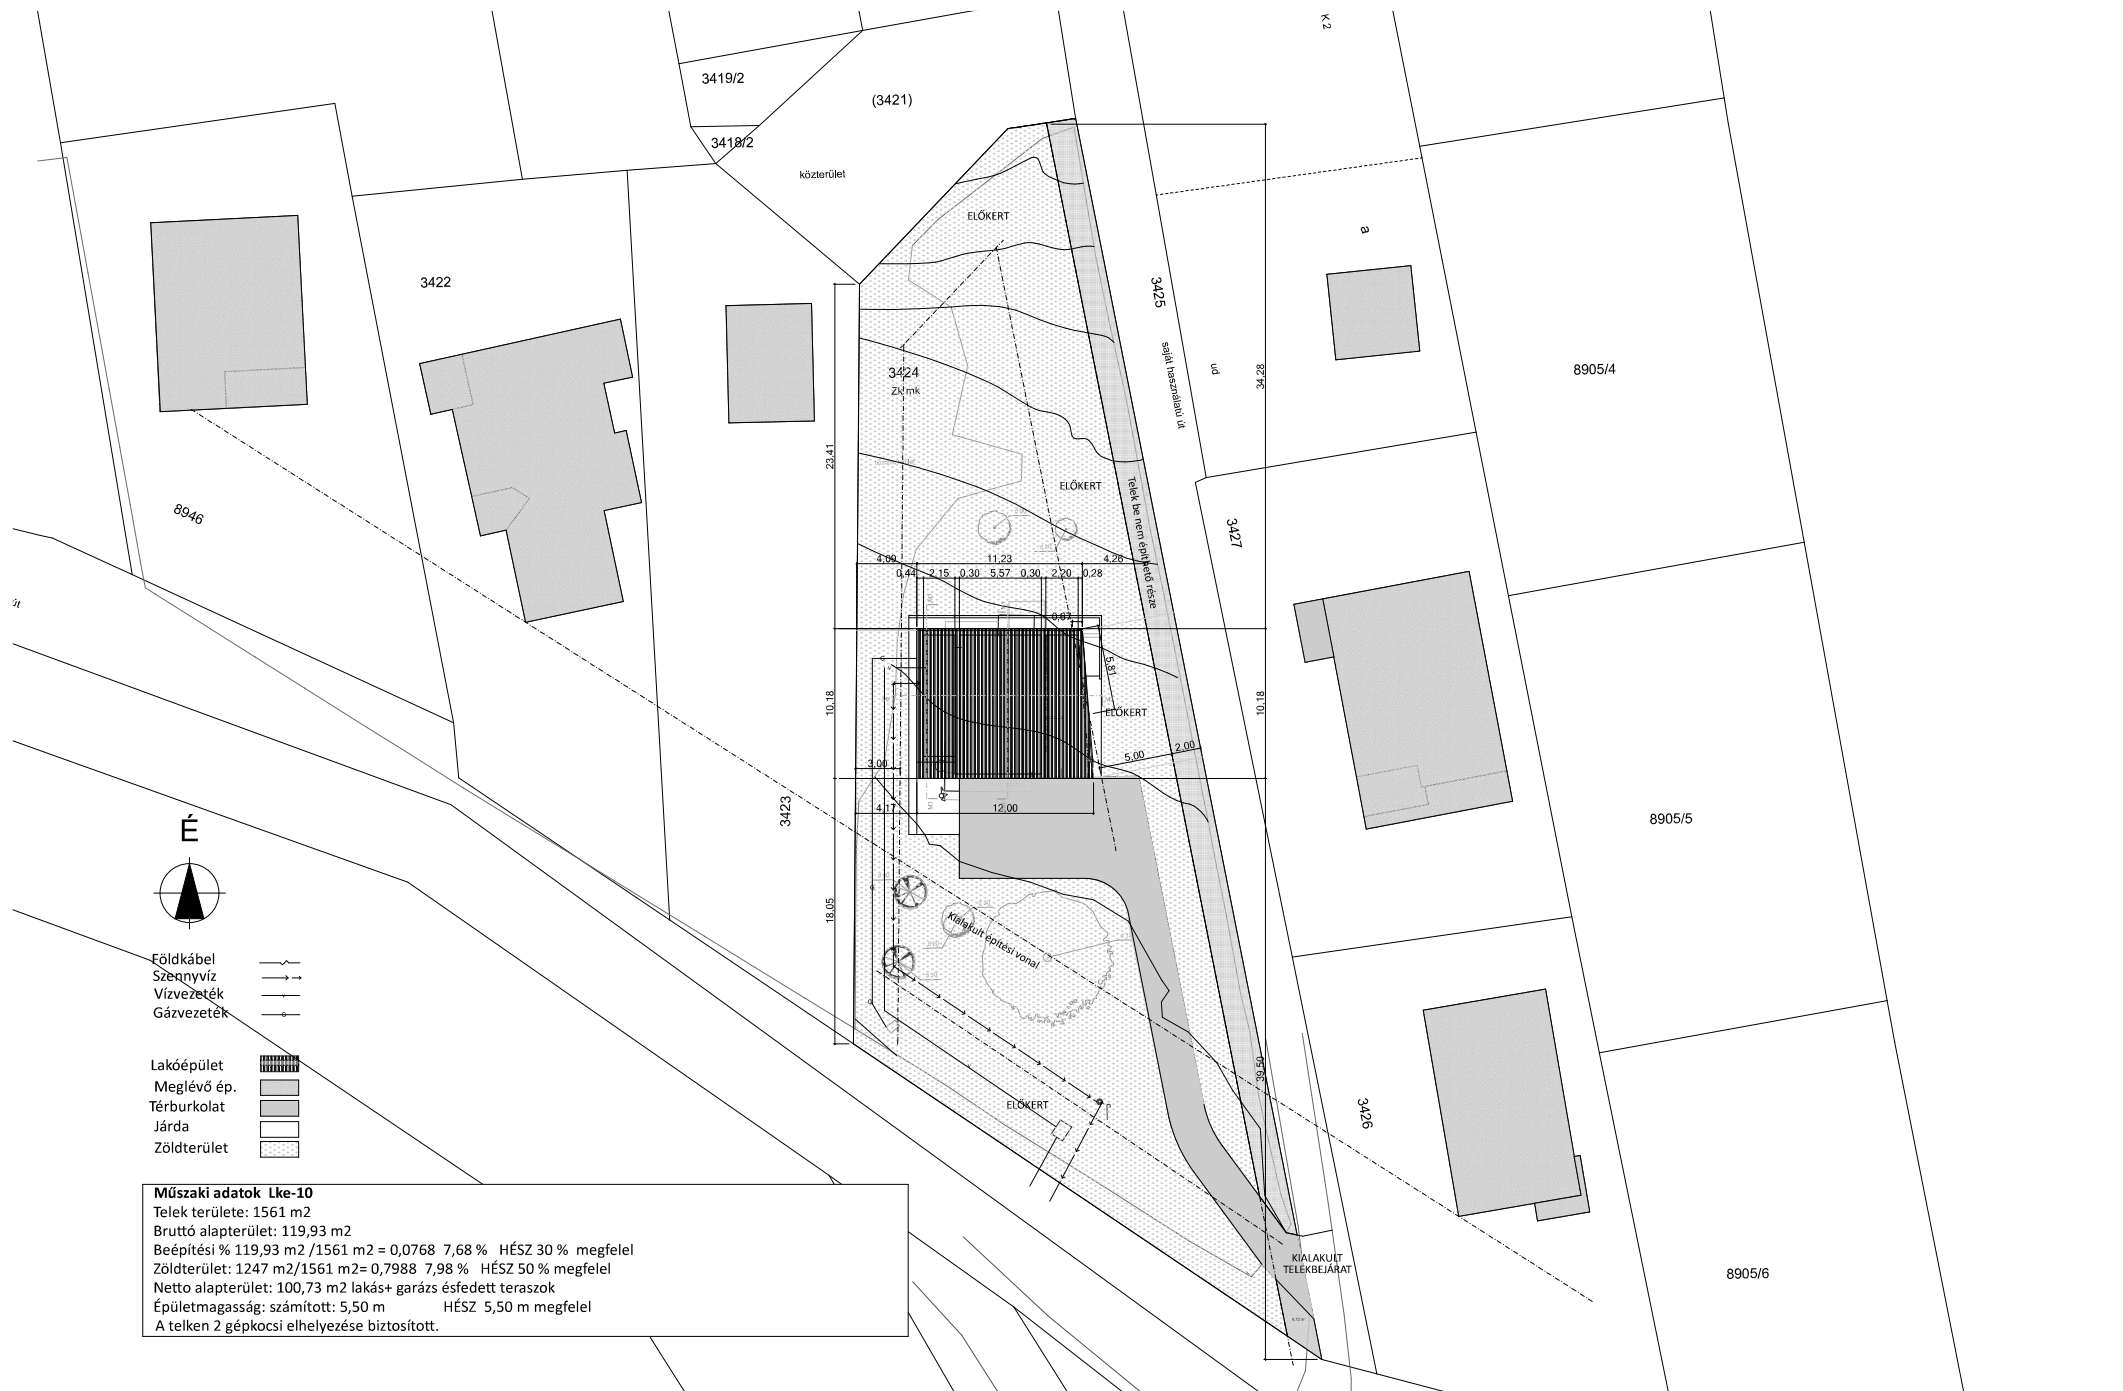 K 2
3419/2
(3421)
3418/2
közterület
ELŐKERT
a
3422
3425
saját használatú út
ud
34,28
8905/4
3424
Zk mk
23,41
ELŐKERT
Telek be nem építhető része
8946
3427
4,00
11,23
4,26
0,44
2,15
0,30
5,57
0,30
2,20
0,28
út
0,67
5,81
10,18
10,18
ELŐKERT
5,00
2,00
3,00
4,17
12,00
3423
8905/5
É
18,05
Kialakult építési vonal
39,50
3426
ELŐKERT
Földkábel
Szennyvíz
Vízvezeték
Gázvezeték
Lakóépület
Meglévő ép.
Térburkolat
Járda
Zöldterület
KIALAKULT
TELEKBEJÁRAT
8905/6
Műszaki adatok Lke-10
Telek területe: 1561 m2
Bruttó alapterület: 119,93 m2
Beépítési % 119,93 m2 /1561 m2 = 0,0768 7,68 % HÉSZ 30 % megfelel
Zöldterület: 1247 m2/1561 m2= 0,7988 7,98 % HÉSZ 50 % megfelel
Netto alapterület: 100,73 m2 lakás+ garázs ésfedett teraszok
Épületmagasság: számított: 5,50 m HÉSZ 5,50 m megfelel
A telken 2 gépkocsi elhelyezése biztosított.